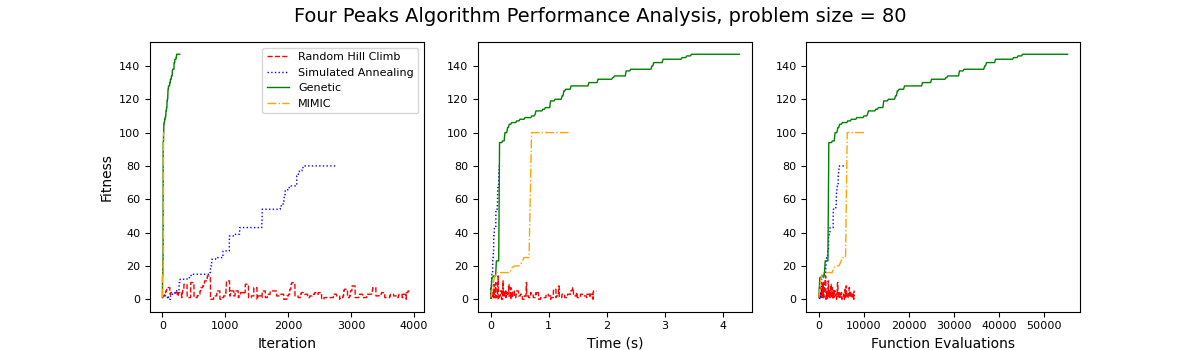 Four Peaks Algorithm Performance Analysis, problem size = 80
Fitness
140
120
100
80
60
40
20
0
0 1000 2000 3000 4000
Iteration
Random Hill Climb
Simulated Annealing
Genetic
MIMIC
140
120
100
80
60
40
20
0
0 1 2 3 4
Time (s)
140
120
100
80
60
40
20
0
0 10000 20000 30000 40000 50000
Function Evaluations